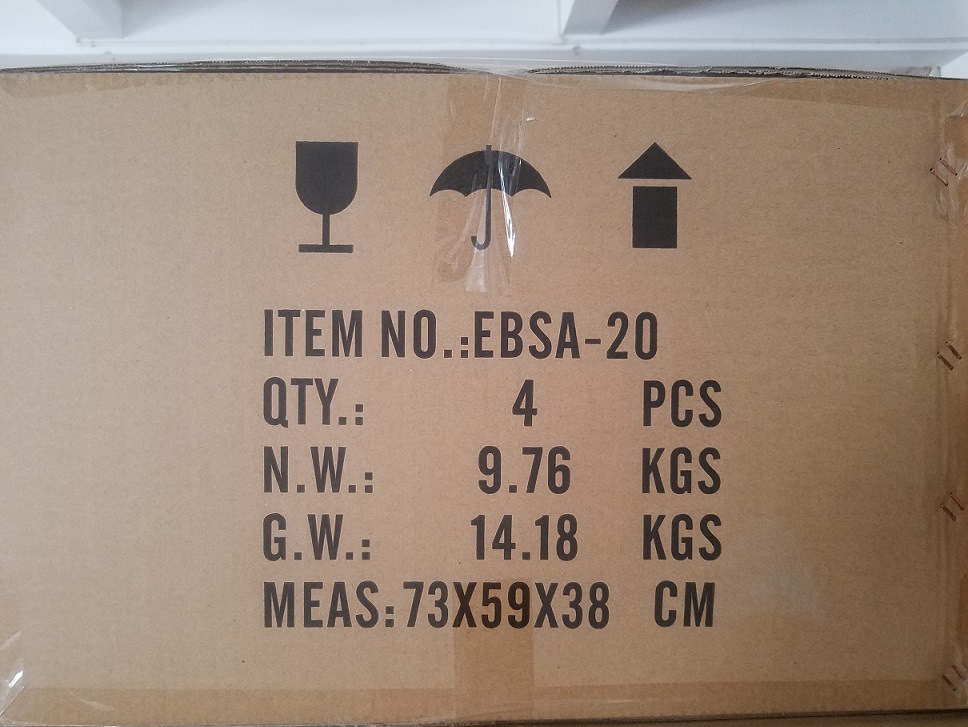 ITEM NO.:EBSA-20
QTY.: 4 PCS
N.W.: 9.76 KGS
G.W.: 14.18 KGS
MEAS:73X59X38 CM